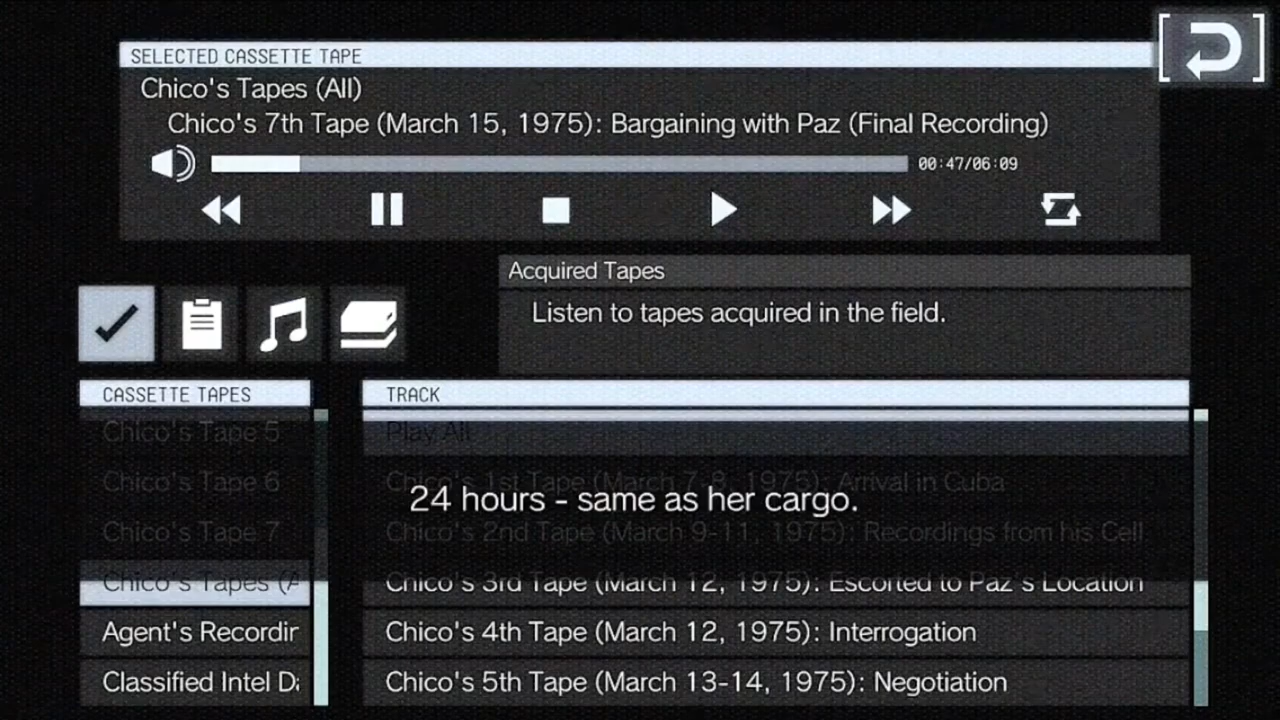 SELECTED CASSETTE TAPE
Chico's Tapes (All)
Chico's 7th Tape (March 15, 1975): Bargaining with Paz (Final Recording)
00:47/06:09
Acquired Tapes
Listen to tapes acquired in the field.
CASSETTE TAPES
TRACK
Chico's Tape 5
Play All
Chico's Tape 6
Chico's 1st Tape (March 7-8, 1975): Arrival in Cuba
24 hours - same as her cargo.
Chico's Tape 7
Chico's 2nd Tape (March 9-11, 1975): Recordings from his Cell
Chico's Tapes (A
Chico's 3rd Tape (March 12, 1975): Escorted to Paz's Location
Agent's Recordin
Chico's 4th Tape (March 12, 1975): Interrogation
Classified Intel Da
Chico's 5th Tape (March 13-14, 1975): Negotiation